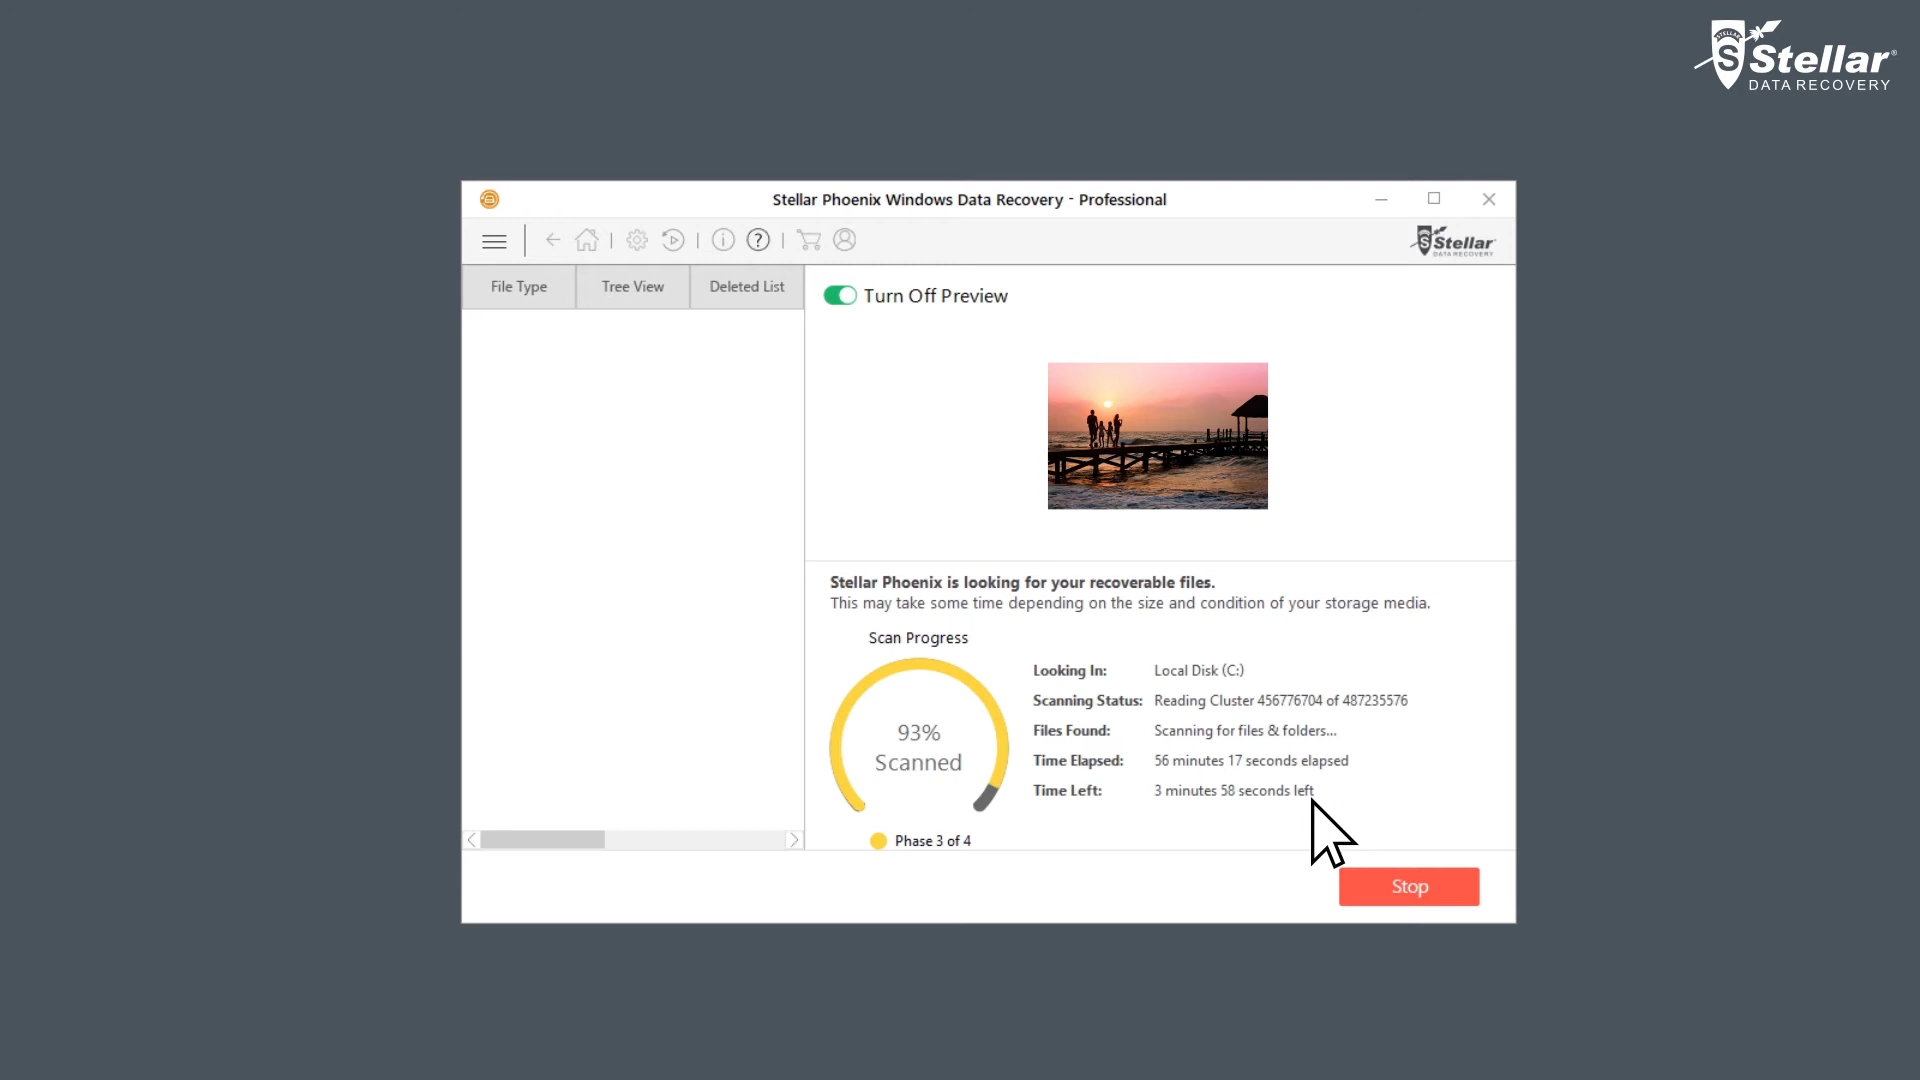 Stellar®
DATA RECOVERY
Stellar Phoenix Windows Data Recovery - Professional
Stellar
DATA RECOVERY
File Type
Tree View
Deleted List
Turn Off Preview
Stellar Phoenix is looking for your recoverable files.
This may take some time depending on the size and condition of your storage media.
Scan Progress
93%
Scanned
Phase 3 of 4
Looking In: Local Disk (C:)
Scanning Status: Reading Cluster 456776704 of 487235576
Files Found: Scanning for files & folders...
Time Elapsed: 56 minutes 17 seconds elapsed
Time Left: 3 minutes 58 seconds left
Stop